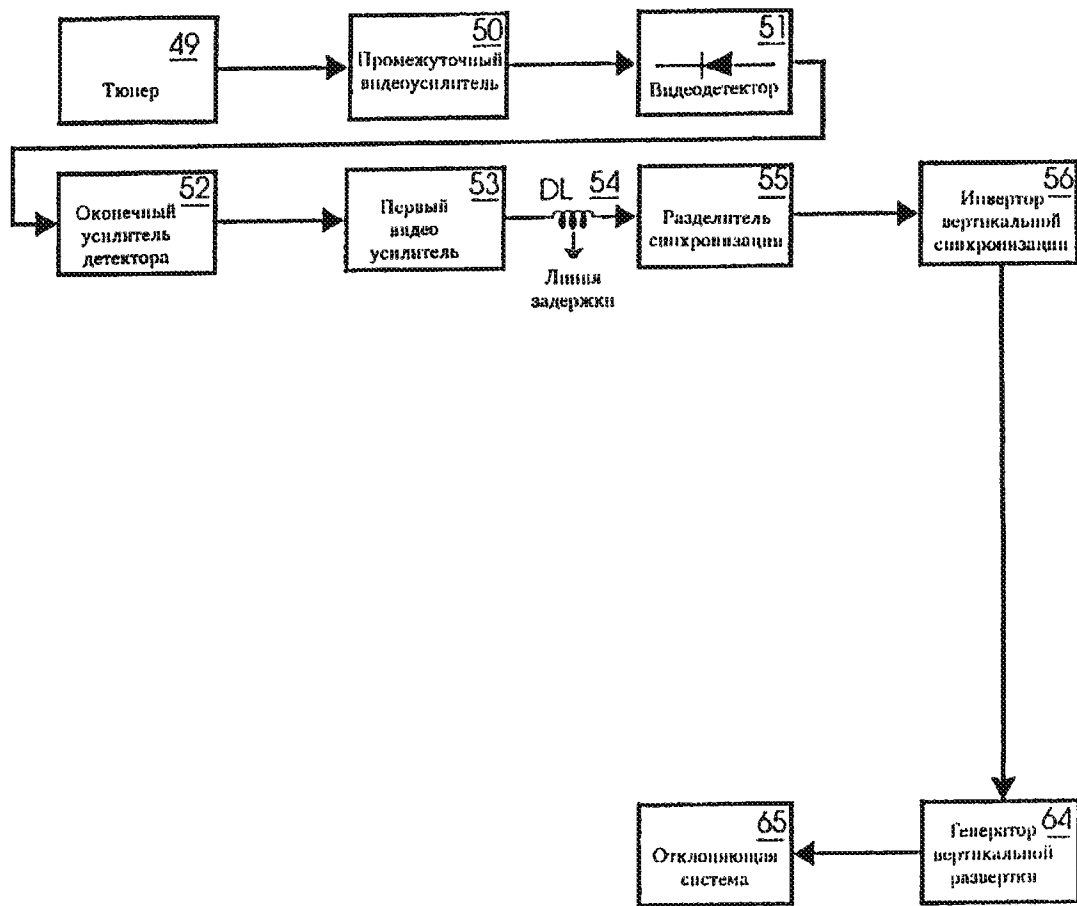 49
Тюнер
50
Промежуточный
видеоусилитель
51
Видеодетектор
52
Оконечный
усилитель
детектора
53
Первый
видео
усилитель
DL 54
Линия
задержки
55
Разделитель
синхронизации
56
Инвертор
вертикальной
синхронизации
65
Отклоняющая
система
64
Генератор
вертикальной
развертки